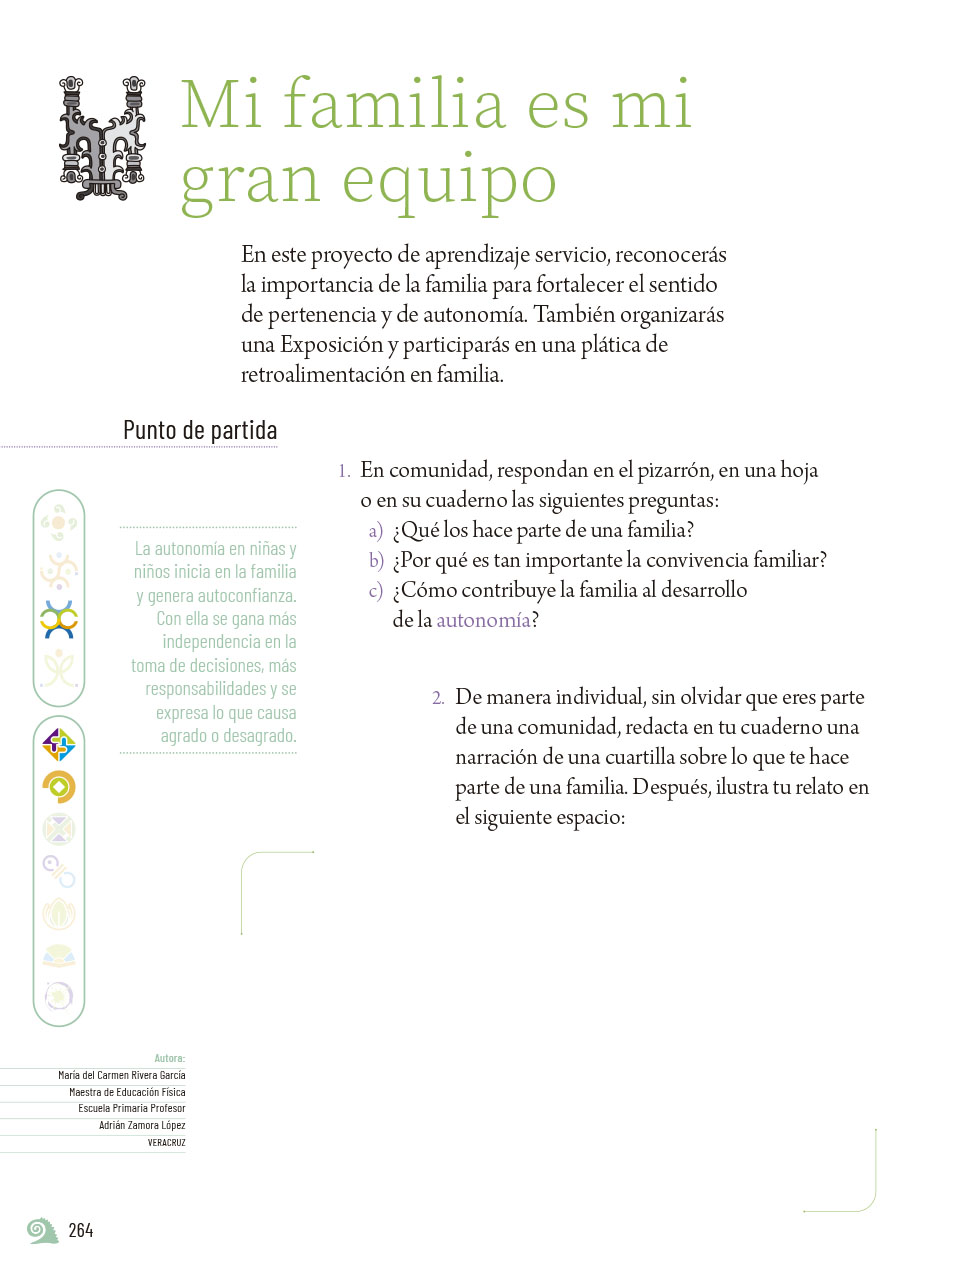 Mi familia es mi
gran equipo
En este proyecto de aprendizaje servicio, reconocerás
la importancia de la familia para fortalecer el sentido
de pertenencia y de autonomía. También organizarás
una Exposición y participarás en una plática de
retroalimentación en familia.
Punto de partida
1. En comunidad, respondan en el pizarrón, en una hoja
o en su cuaderno las siguientes preguntas:
a) ¿Qué los hace parte de una familia?
b) ¿Por qué es tan importante la convivencia familiar?
c) ¿Cómo contribuye la familia al desarrollo
de la autonomía?
La autonomía en niñas y
niños inicia en la familia
y genera autoconfianza.
Con ella se gana más
independencia en la
toma de decisiones, más
responsabilidades y se
expresa lo que causa
agrado o desagrado.
2. De manera individual, sin olvidar que eres parte
de una comunidad, redacta en tu cuaderno una
narración de una cuartilla sobre lo que te hace
parte de una familia. Después, ilustra tu relato en
el siguiente espacio:
Autora:
María del Carmen Rivera García
Maestra de Educación Física
Escuela Primaria Profesor
Adrián Zamora López
VERACRUZ
264